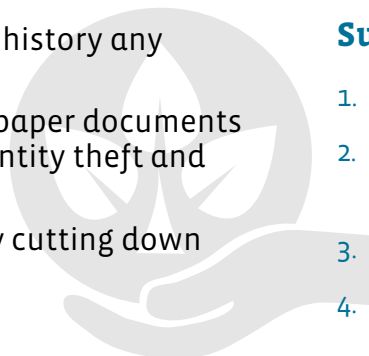 history any
paper documents
ntity theft and
cutting down
Su
1.
2.
3.
4.